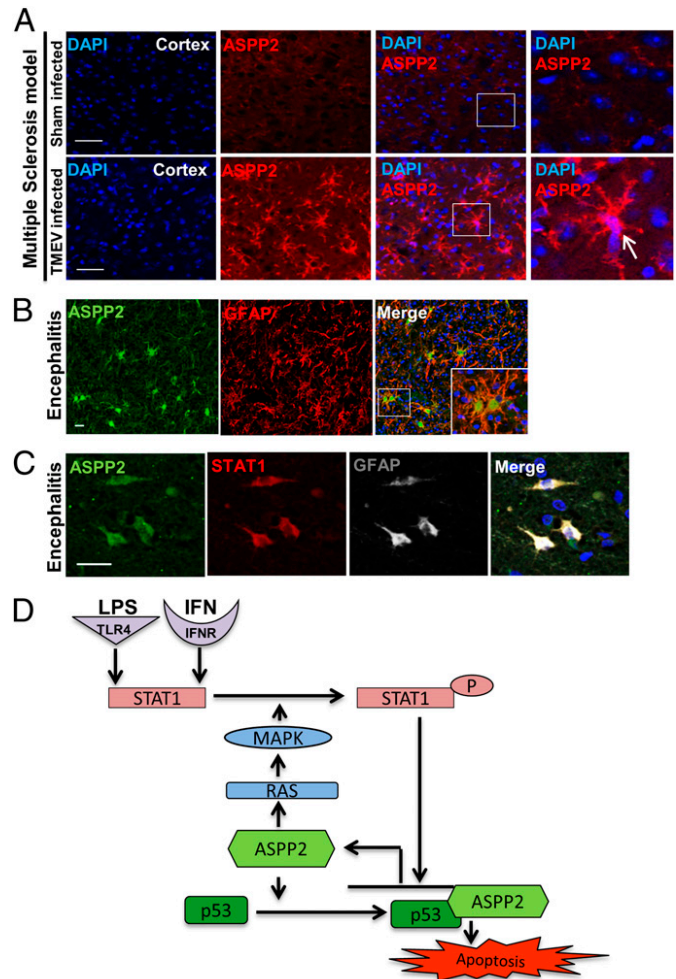 A
Multiple Sclerosis model
Sham infected
DAPI
Cortex
ASPP2
DAPI
ASPP2
DAPI
ASPP2
TMEV infected
DAPI
Cortex
ASPP2
DAPI
ASPP2
DAPI
ASPP2
B
Encephalitis
ASPP2
GFAP
Merge
C
Encephalitis
ASPP2
STAT1
GFAP
Merge
D
LPS
IFN
TLR4
IFNR
STAT1
STAT1
P
MAPK
RAS
ASPP2
ASPP2
p53
p53
Apoptosis